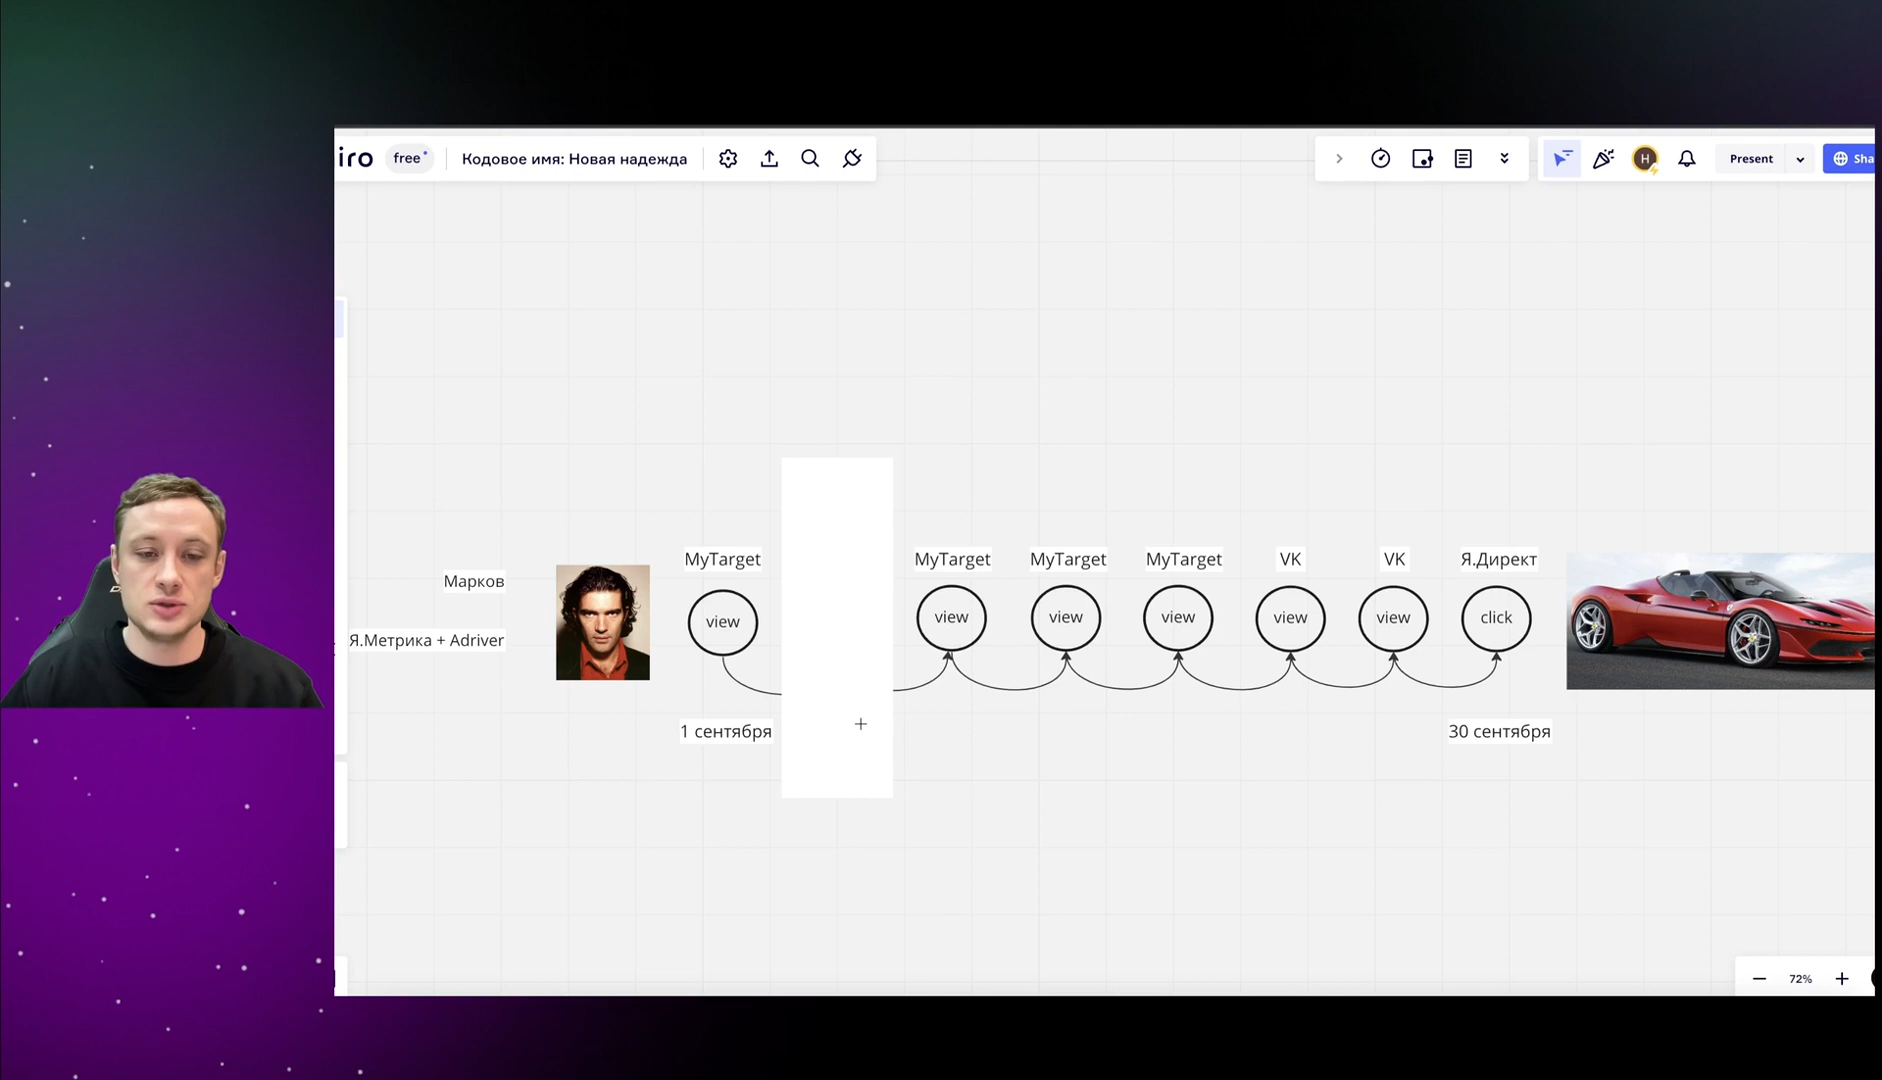 iro free Кодовое имя: Новая надежда H Present Sha
MyTarget MyTarget MyTarget MyTarget VK VK Я.Директ
Марков
view view view view view view click
Я.Метрика + Adriver
1 сентября 30 сентября
72%